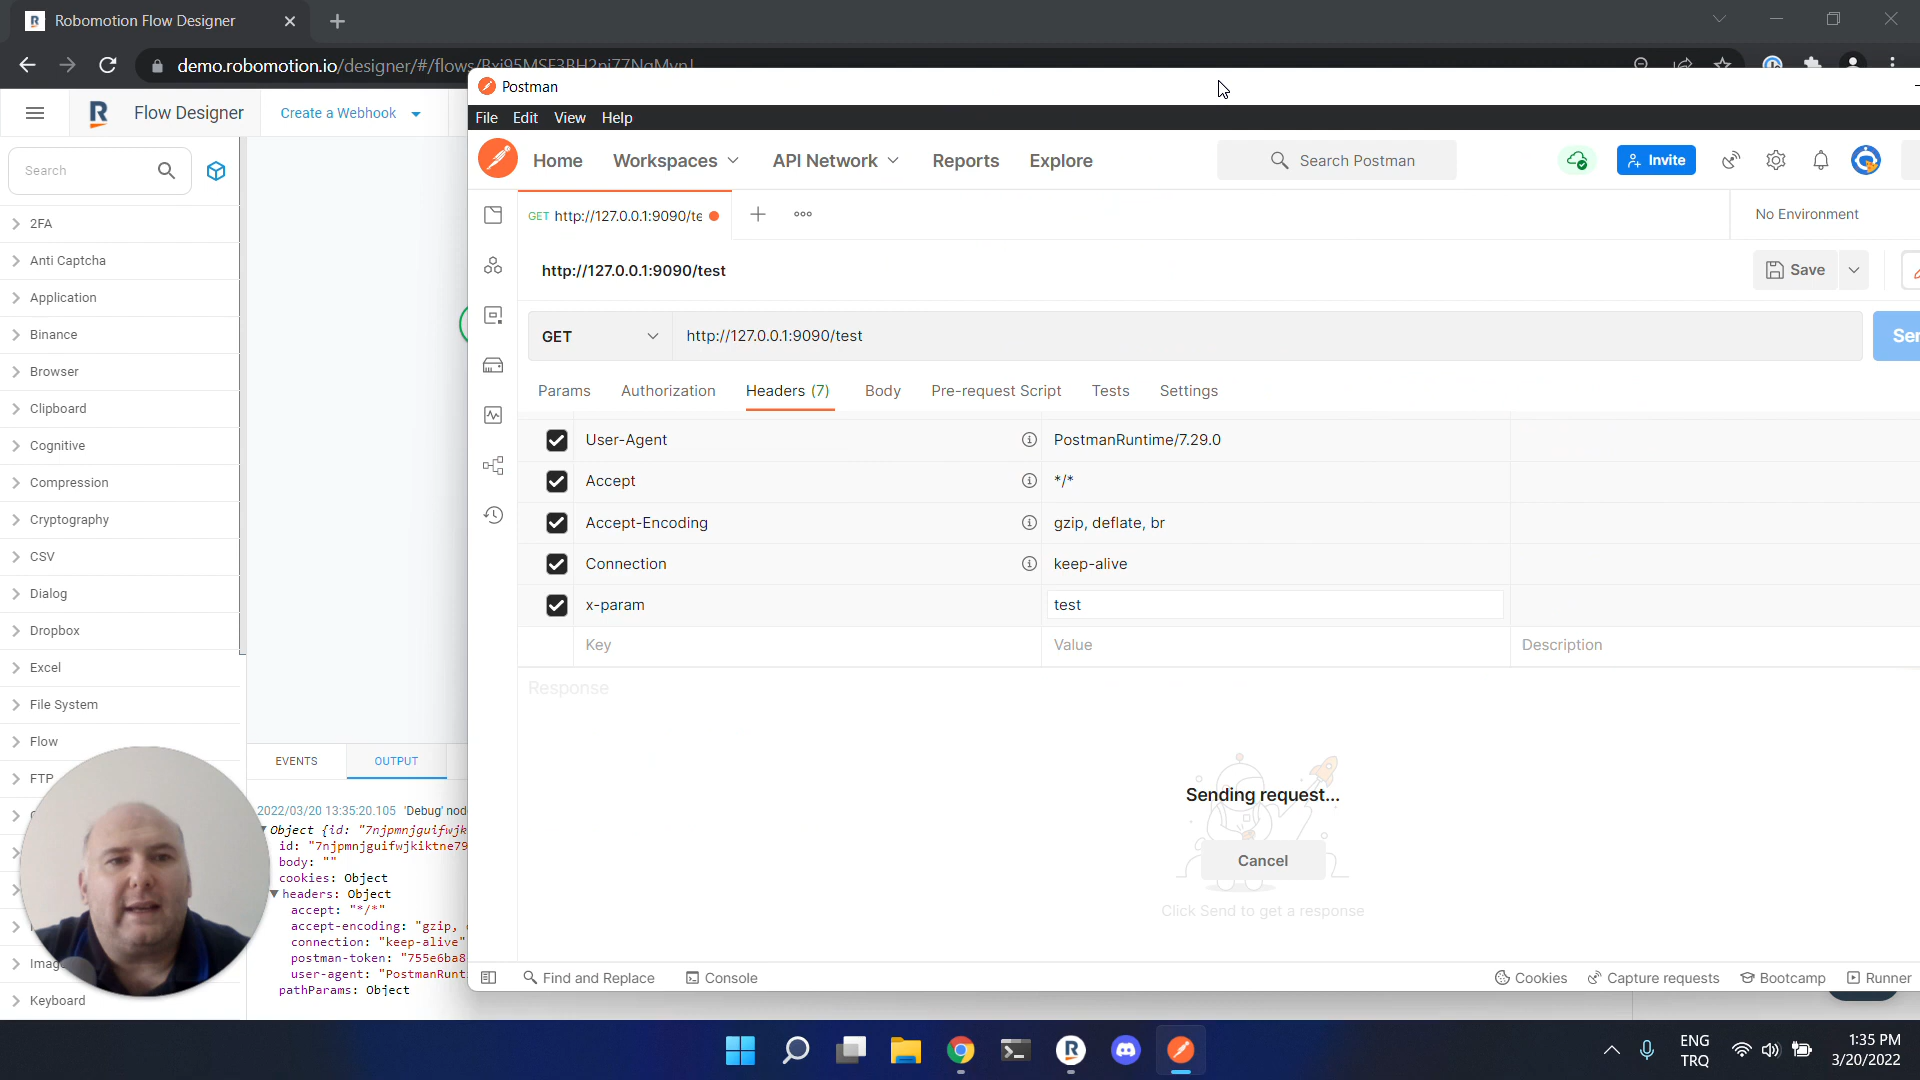 Robomotion Flow Designer
demo.robomotion.io/designer/#/flows/
Postman
File Edit View Help
Flow Designer
Create a Webhook
Search
2FA
Anti Captcha
Application
Binance
Browser
Clipboard
Cognitive
Compression
Cryptography
CSV
Dialog
Dropbox
Excel
File System
Flow
FTP
Keyboard
EVENTS OUTPUT
2022/03/20 13:35:20.105 'Debug'
Object {id: "7njpmnjguifwjk
id: "7njpmnjguifwjkiktne79
body: ""
cookies: Object
headers: Object
accept: "*/*"
accept-encoding: "gzip,
connection: "keep-alive"
postman-token: "755e6ba8
user-agent: "PostmanRunt
pathParams: Object
Home Workspaces API Network Reports Explore
Search Postman
Invite
GET http://127.0.0.1:9090/te
No Environment
http://127.0.0.1:9090/test
Save
GET http://127.0.0.1:9090/test
Params Authorization Headers (7) Body Pre-request Script Tests Settings
User-Agent PostmanRuntime/7.29.0
Accept */*
Accept-Encoding gzip, deflate, br
Connection keep-alive
x-param test
Key Value Description
Response
Sending request...
Cancel
Click Send to get a response
Find and Replace Console
Cookies Capture requests Bootcamp Runner
ENG
TRQ
1:35 PM
3/20/2022